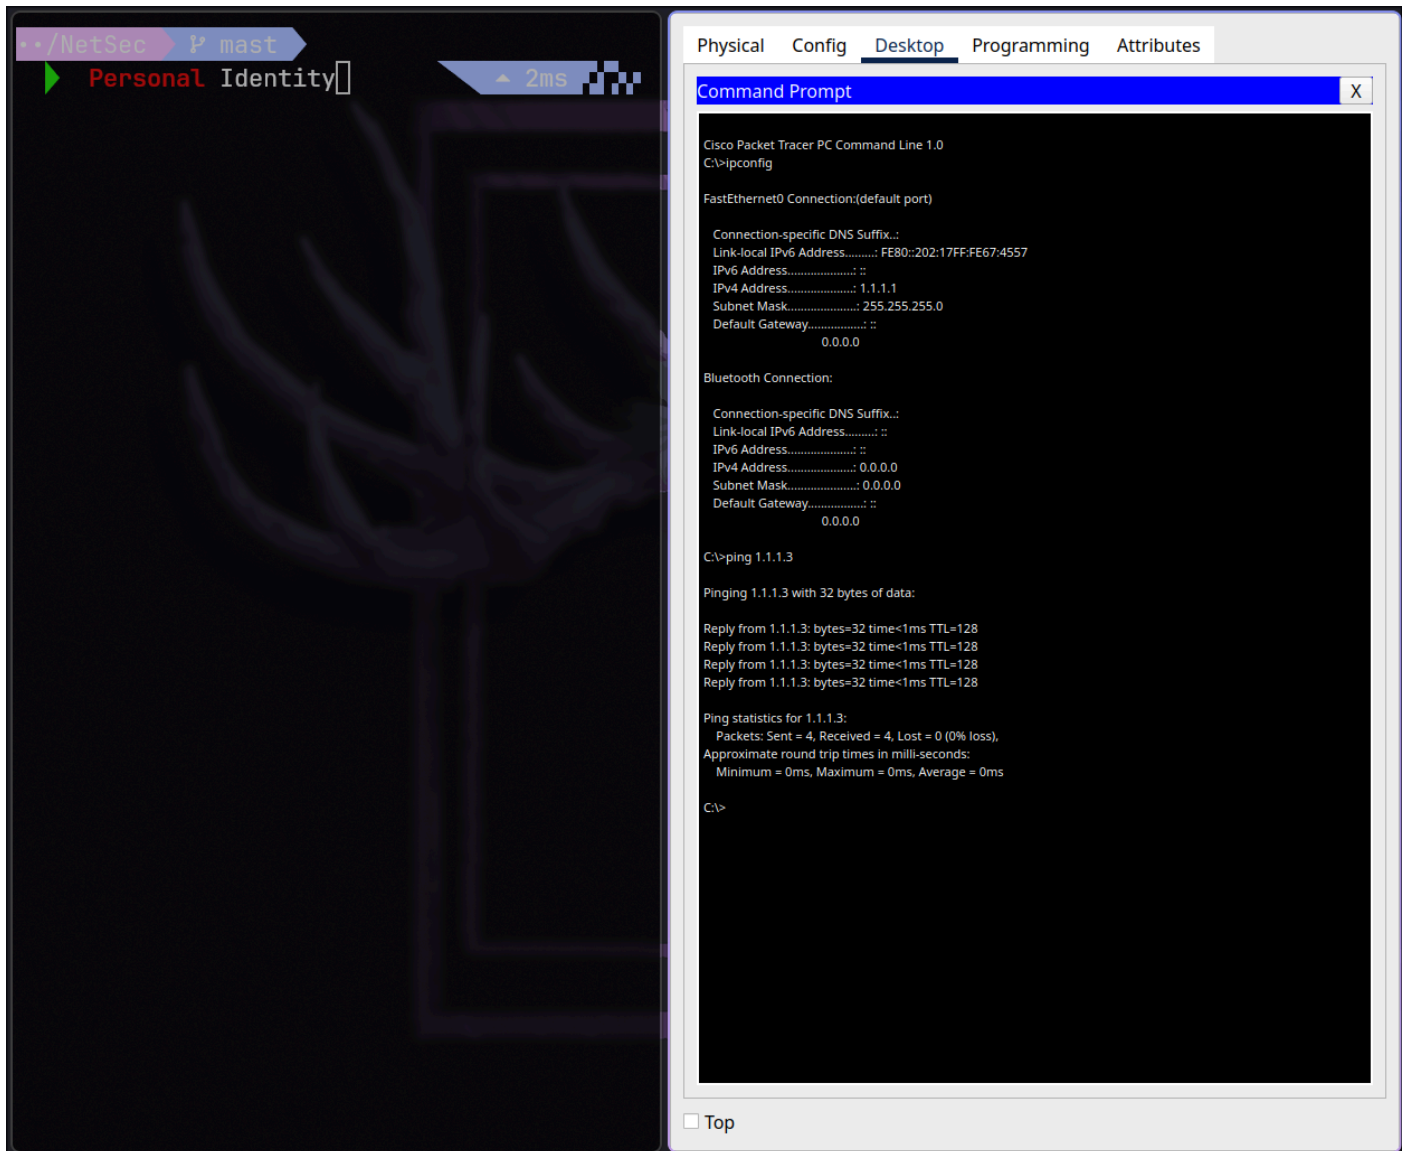 ••/NetSec mast
Personal Identity
2ms
Physical Config Desktop Programming Attributes
Command Prompt X
Cisco Packet Tracer PC Command Line 1.0
C:\>ipconfig
FastEthernet0 Connection:(default port)
Connection-specific DNS Suffix..:
Link-local IPv6 Address.........: FE80::202:17FF:FE67:4557
IPv6 Address....................: ::
IPv4 Address....................: 1.1.1.1
Subnet Mask.....................: 255.255.255.0
Default Gateway.................: ::
0.0.0.0
Bluetooth Connection:
Connection-specific DNS Suffix..:
Link-local IPv6 Address.........: ::
IPv6 Address....................: ::
IPv4 Address....................: 0.0.0.0
Subnet Mask.....................: 0.0.0.0
Default Gateway.................: ::
0.0.0.0
C:\>ping 1.1.1.3
Pinging 1.1.1.3 with 32 bytes of data:
Reply from 1.1.1.3: bytes=32 time<1ms TTL=128
Reply from 1.1.1.3: bytes=32 time<1ms TTL=128
Reply from 1.1.1.3: bytes=32 time<1ms TTL=128
Reply from 1.1.1.3: bytes=32 time<1ms TTL=128
Ping statistics for 1.1.1.3:
Packets: Sent = 4, Received = 4, Lost = 0 (0% loss),
Approximate round trip times in milli-seconds:
Minimum = 0ms, Maximum = 0ms, Average = 0ms
C:\>
Top